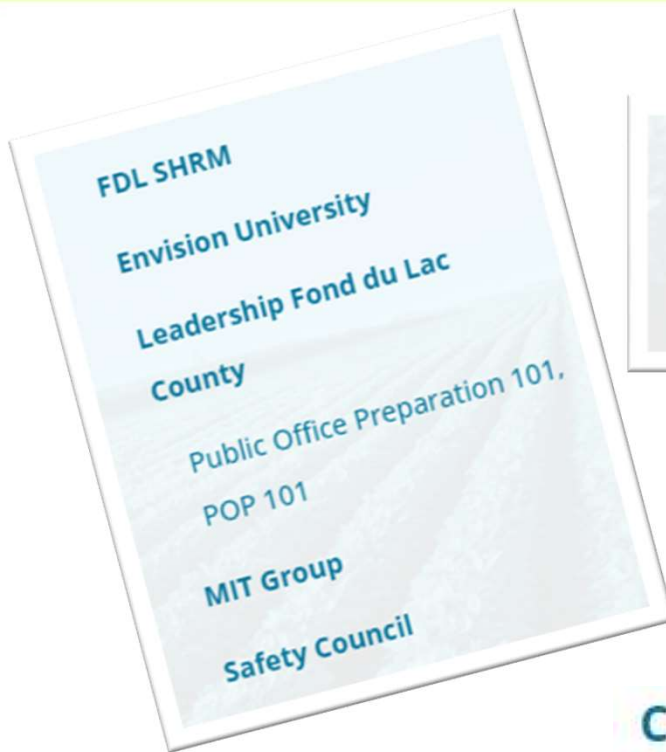 FDL SHRM
Envision University
Leadership Fond du Lac
County
Public Office Preparation 101,
POP 101
MIT Group
Safety Council